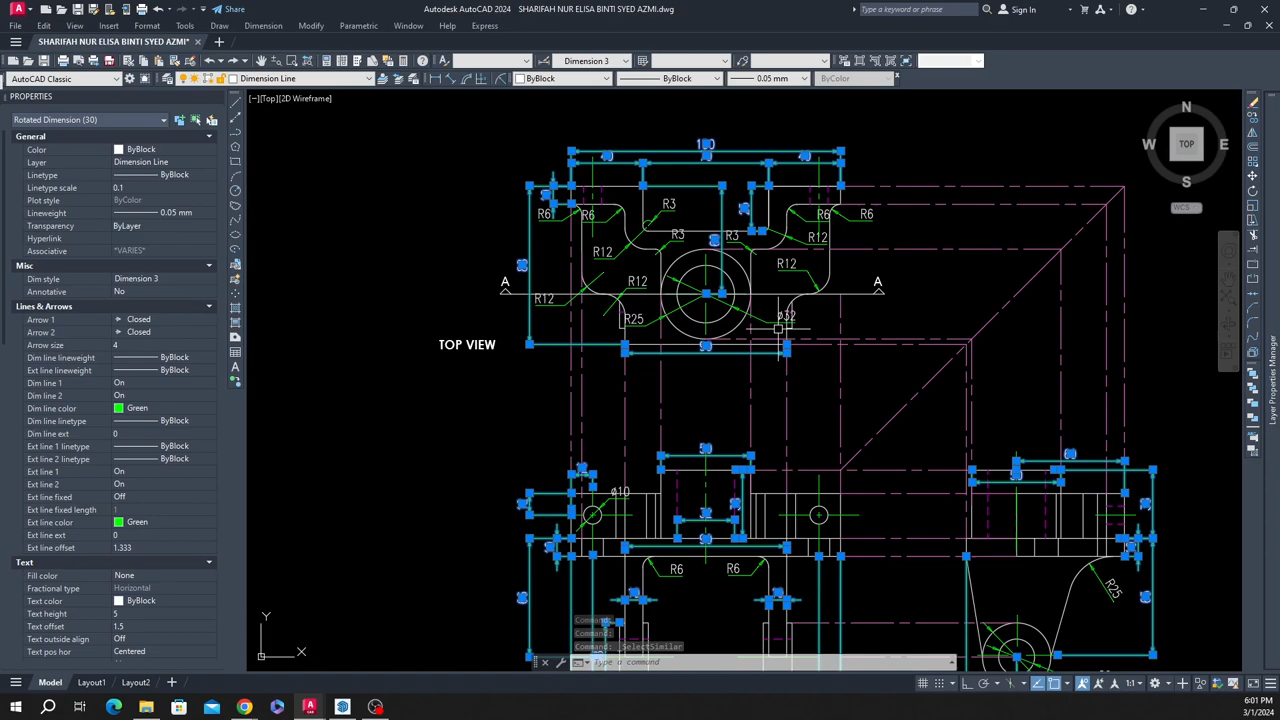 Share
Autodesk AutoCAD 2024 SHARIFAH NUR ELISA BINTI SYED AZMI.dwg
Type a keyword or phrase
Sign In
File Edit View Insert Format Tools Draw Dimension Modify Parametric Window Help Express
SHARIFAH NUR ELISA BINTI SYED AZMI*
Dimension 3
AutoCAD Classic
Dimension Line
ByBlock
ByBlock
0.05 mm
ByColor
PROPERTIES
[−][Top][2D Wireframe]
Rotated Dimension (30)
General
Color ByBlock
Layer Dimension Line
Linetype ByBlock
Linetype scale 0.1
Plot style ByColor
Lineweight 0.05 mm
Transparency ByLayer
Hyperlink
Associative *VARIES*
Misc
Dim style Dimension 3
Annotative No
Lines & Arrows
Arrow 1 Closed
Arrow 2 Closed
Arrow size 4
Dim line lineweight ByBlock
Dim line 1 On
Dim line 2 On
Dim line color Green
Dim line linetype ByBlock
Dim line ext 0
Ext line 1 linetype ByBlock
Ext line 2 linetype ByBlock
Ext line lineweight ByBlock
Ext line 1 On
Ext line 2 On
Ext line fixed Off
Ext line fixed length 1
Ext line color Green
Ext line ext 0
Ext line offset 1.333
Text
Fill color None
Fractional type Horizontal
Text color ByBlock
Text height 5
Text offset 1.5
Text outside align Off
Text pos hor Centered
N
W TOP E
S
WCS
R3
R6 R6 R6 R6
R3 R3 R12
R12
R12 R12
A A
R12
R25 ø32
TOP VIEW
ø10
R6 R6
R25
Y
X
Command:
Command:
Command: _SelectSimilar
Type a command
Layer Properties Manager
Model Layout1 Layout2
MODEL
1:1
6:01 PM
3/1/2024